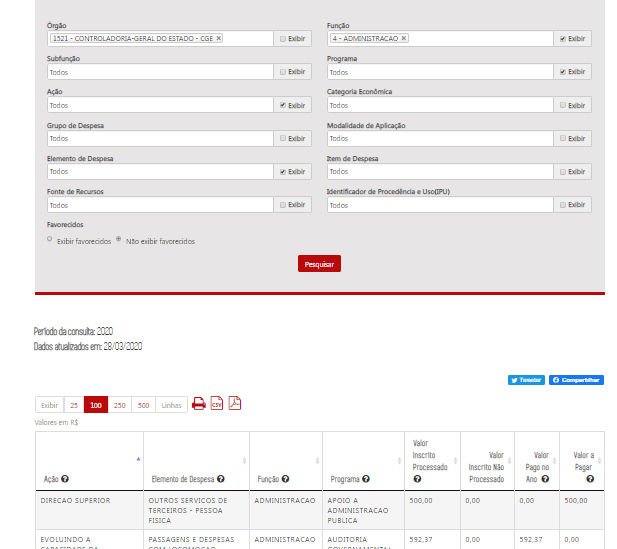 Órgão
1521 - CONTROLADORIA-GERAL DO ESTADO - CGE ×
Exibir
Função
4 - ADMINISTRACAO ×
Exibir
Subfunção
Todos
Exibir
Programa
Todos
Exibir
Ação
Todos
Exibir
Categoria Econômica
Todos
Exibir
Grupo de Despesa
Todos
Exibir
Modalidade de Aplicação
Todos
Exibir
Elemento de Despesa
Todos
Exibir
Item de Despesa
Todos
Exibir
Fonte de Recursos
Todos
Exibir
Identificador de Procedência e Uso(IPU)
Todos
Exibir
Favorecidos
Exibir favorecidos Não exibir favorecidos
Pesquisar
Período da consulta: 2020
Dados atualizados em: 28/03/2020
Tweetar Compartilhar
Exibir 25 100 250 500 Linhas CSV
Valores em R$
Ação ?
Elemento de Despesa ?
Função ?
Programa ?
Valor
Inscrito
Processado
?
Valor
Inscrito Não
Processado
Valor
Pago no
Ano ?
Valor a
Pagar
?
DIRECAO SUPERIOR
OUTROS SERVICOS DE
TERCEIROS - PESSOA
FISICA
ADMINISTRACAO
APOIO A
ADMINISTRACAO
PUBLICA
500,00
0,00
0,00
500,00
EVOLUINDO A
CAPACIDADE DA
PASSAGENS E DESPESAS
COM LOCOMOCAO
ADMINISTRACAO
AUDITORIA
GOVERNAMENTAL
592,37
0,00
592,37
0,00